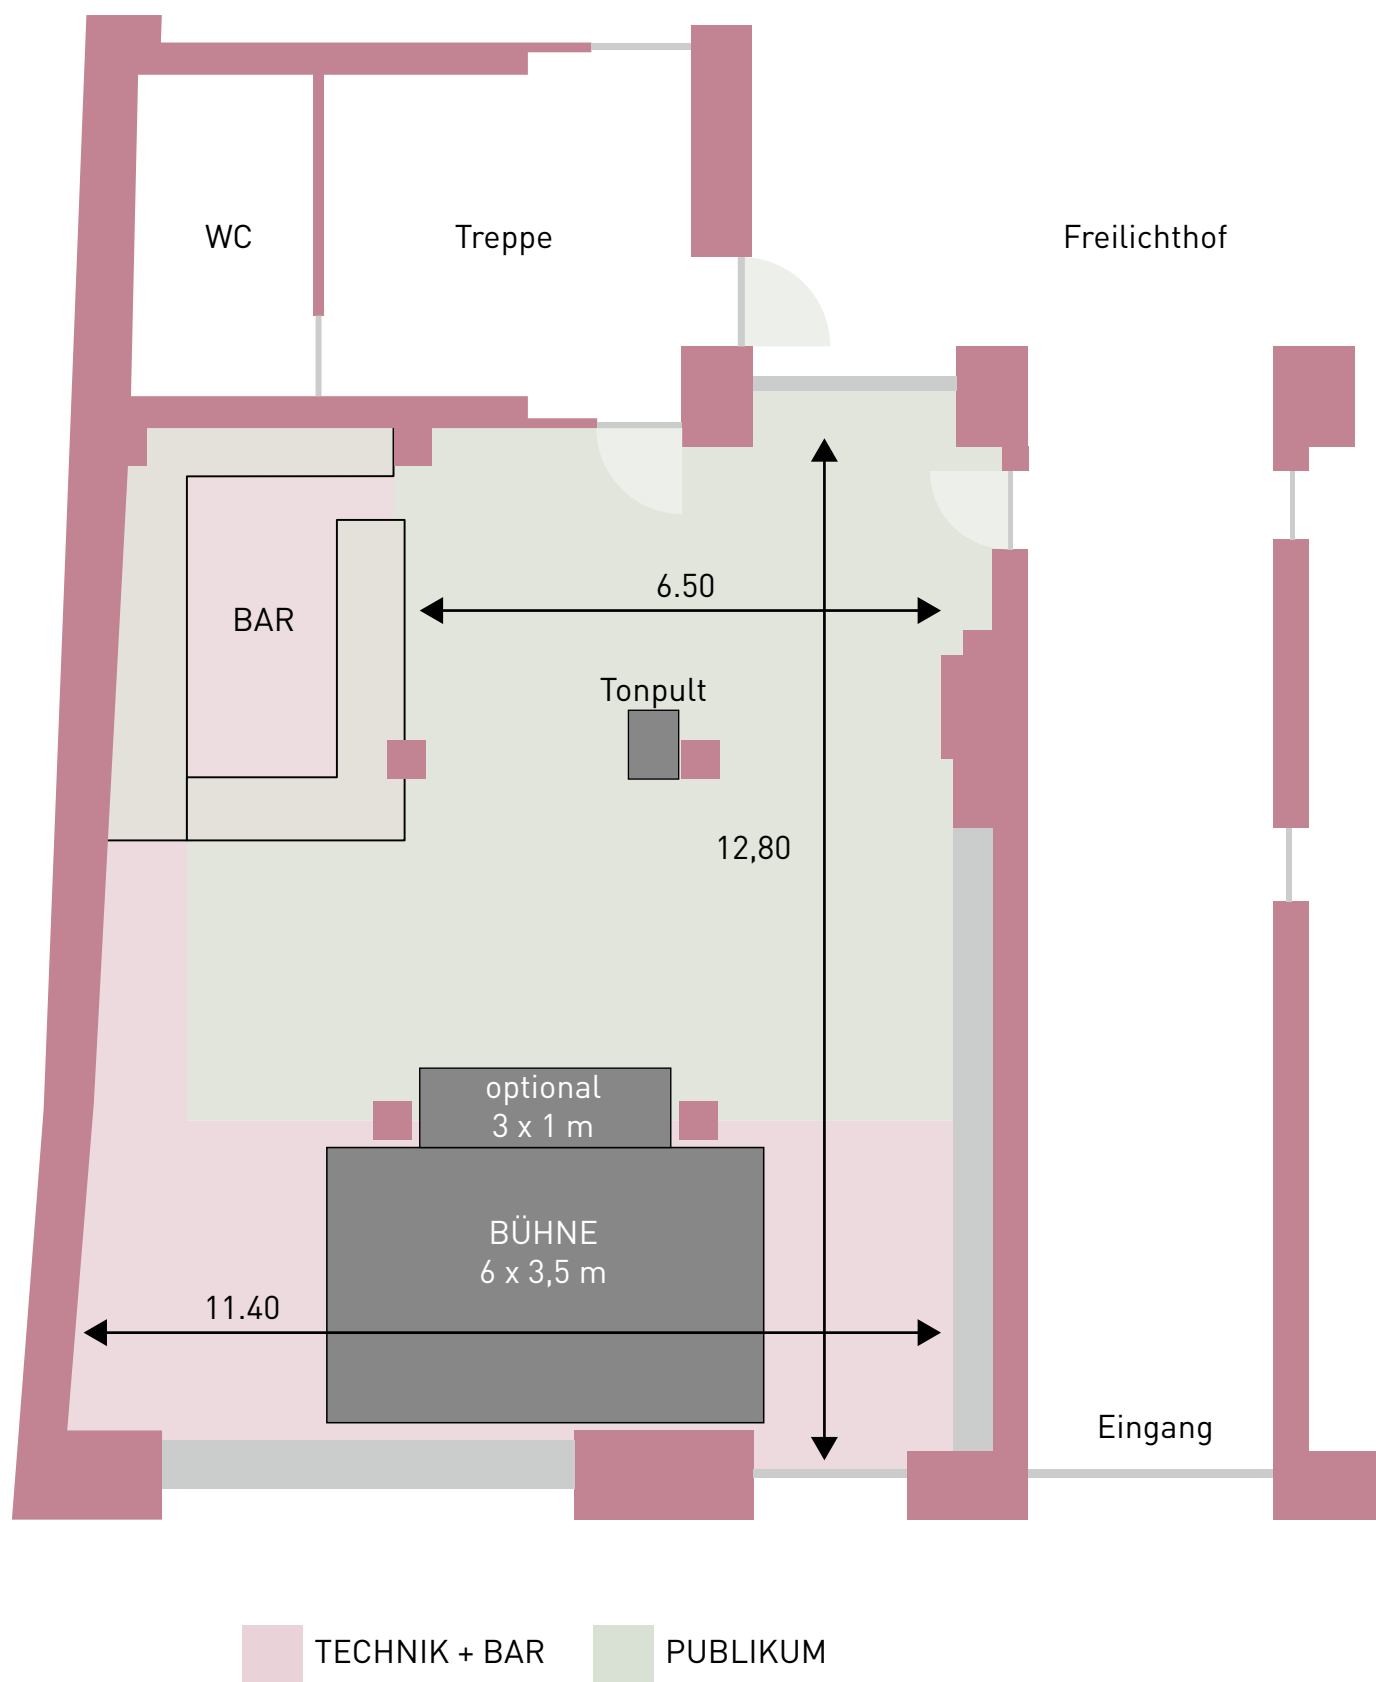 WC
Treppe
Freilichthof
6.50
BAR
Tonpult
12,80
optional
3 x 1 m
BÜHNE
6 x 3,5 m
11.40
Eingang
TECHNIK + BAR
PUBLIKUM